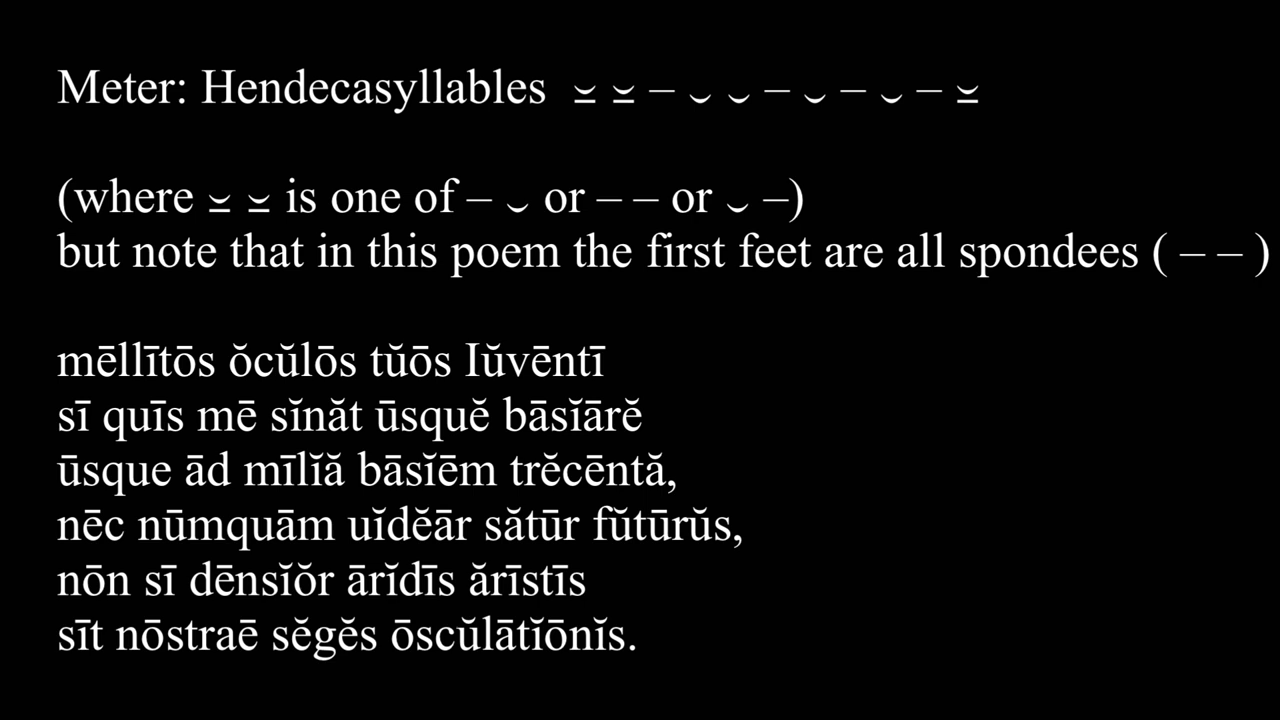 Meter: Hendecasyllables ⏓ ⏓ – ⏑ ⏑ – ⏑ – ⏑ – ⏓
(where ⏓ ⏓ is one of – ⏑ or – – or ⏑ –)
but note that in this poem the first feet are all spondees ( – – )
mēllītōs ŏcŭlōs tŭōs Iŭvēntī
sī quīs mē sĭnăt ūsquĕ bāsĭārĕ
ūsque ād mīlĭă bāsĭēm trĕcēntă,
nēc nūmquām uĭdĕār sătūr fŭtūrŭs,
nōn sī dēnsĭŏr ārĭdīs ărīstīs
sīt nōstraē sĕgĕs ōscŭlātĭōnĭs.